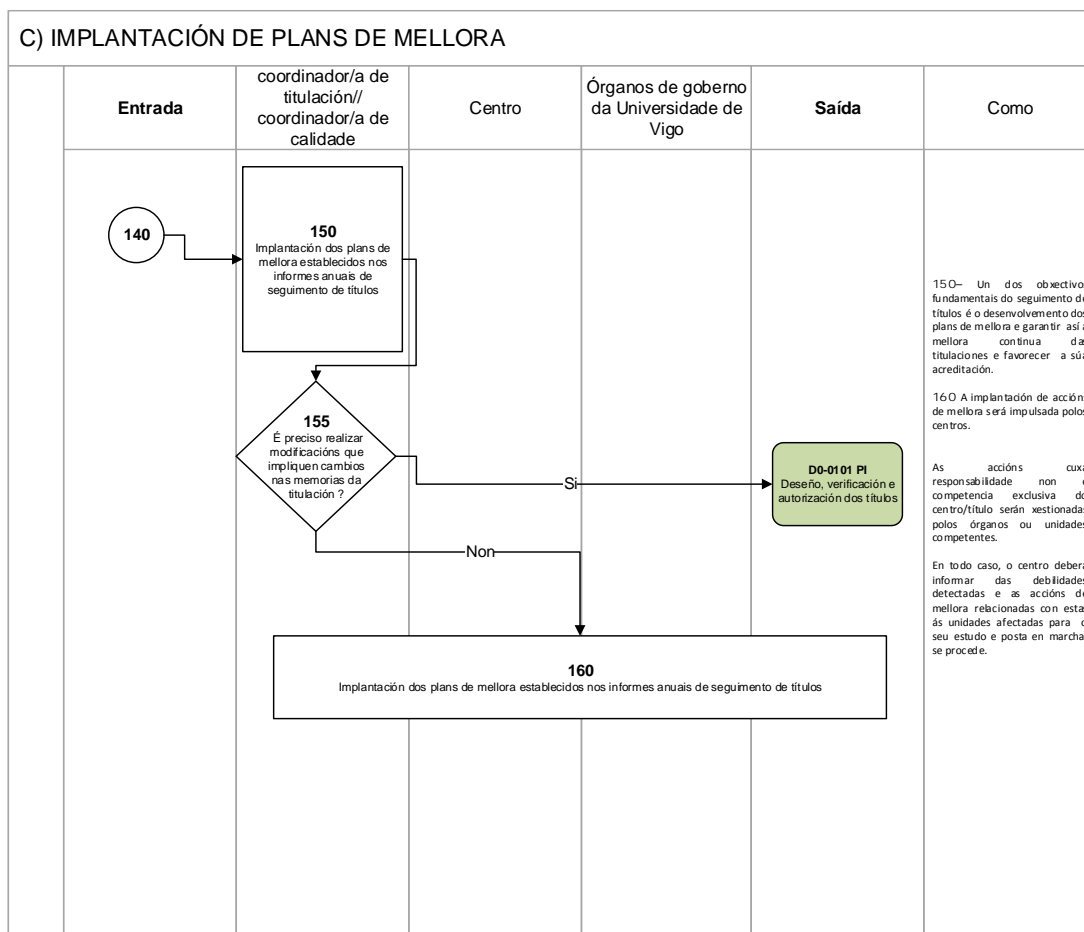 C) IMPLANTACIÓN DE PLANS DE MELLORA
Entrada
coordinador/a de
titulación//
coordinador/a de
calidade
Centro
Órganos de goberno
da Universidade de
Vigo
Saída
Como
140
150
Implantación dos plans de
mellora establecidos nos
informes anuais de
seguimento de títulos
155
É preciso realizar
modificacións que
impliquen cambios
nas memorias da
titulación ?
Si
D0-0101 PI
Deseño, verificación e
autorización dos títulos
Non
160
Implantación dos plans de mellora establecidos nos informes anuais de seguimento de títulos
150– Un dos obxectivos
fundamentais do seguimento de
títulos é o desenvolvemento dos
plans de mellora e garantir así a
mellora continua das
titulaciones e favorecer a súa
acreditación.
160 A implantación de accións
de mellora será impulsada polos
centros.
As accións cuxa
responsabilidade non é
competencia exclusiva do
centro/título serán xestionadas
polos órganos ou unidades
competentes.
En todo caso, o centro deberá
informar das debilidades
detectadas e as accións de
mellora relacionadas con estas
ás unidades afectadas para o
seu estudo e posta en marcha,
se procede.